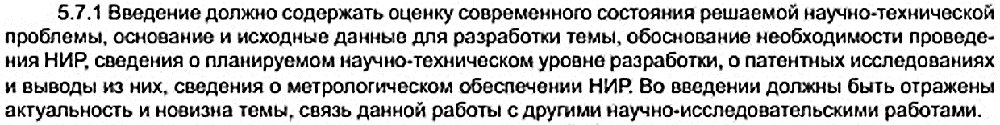 5.7.1 Введение должно содержать оценку современного состояния решаемой научно-технической
проблемы, основание и исходные данные для разработки темы, обоснование необходимости проведе-
ния НИР, сведения о планируемом научно-техническом уровне разработки, о патентных исследованиях
и выводы из них, сведения о метрологическом обеспечении НИР. Во введении должны быть отражены
актуальность и новизна темы, связь данной работы с другими научно-исследовательскими работами.